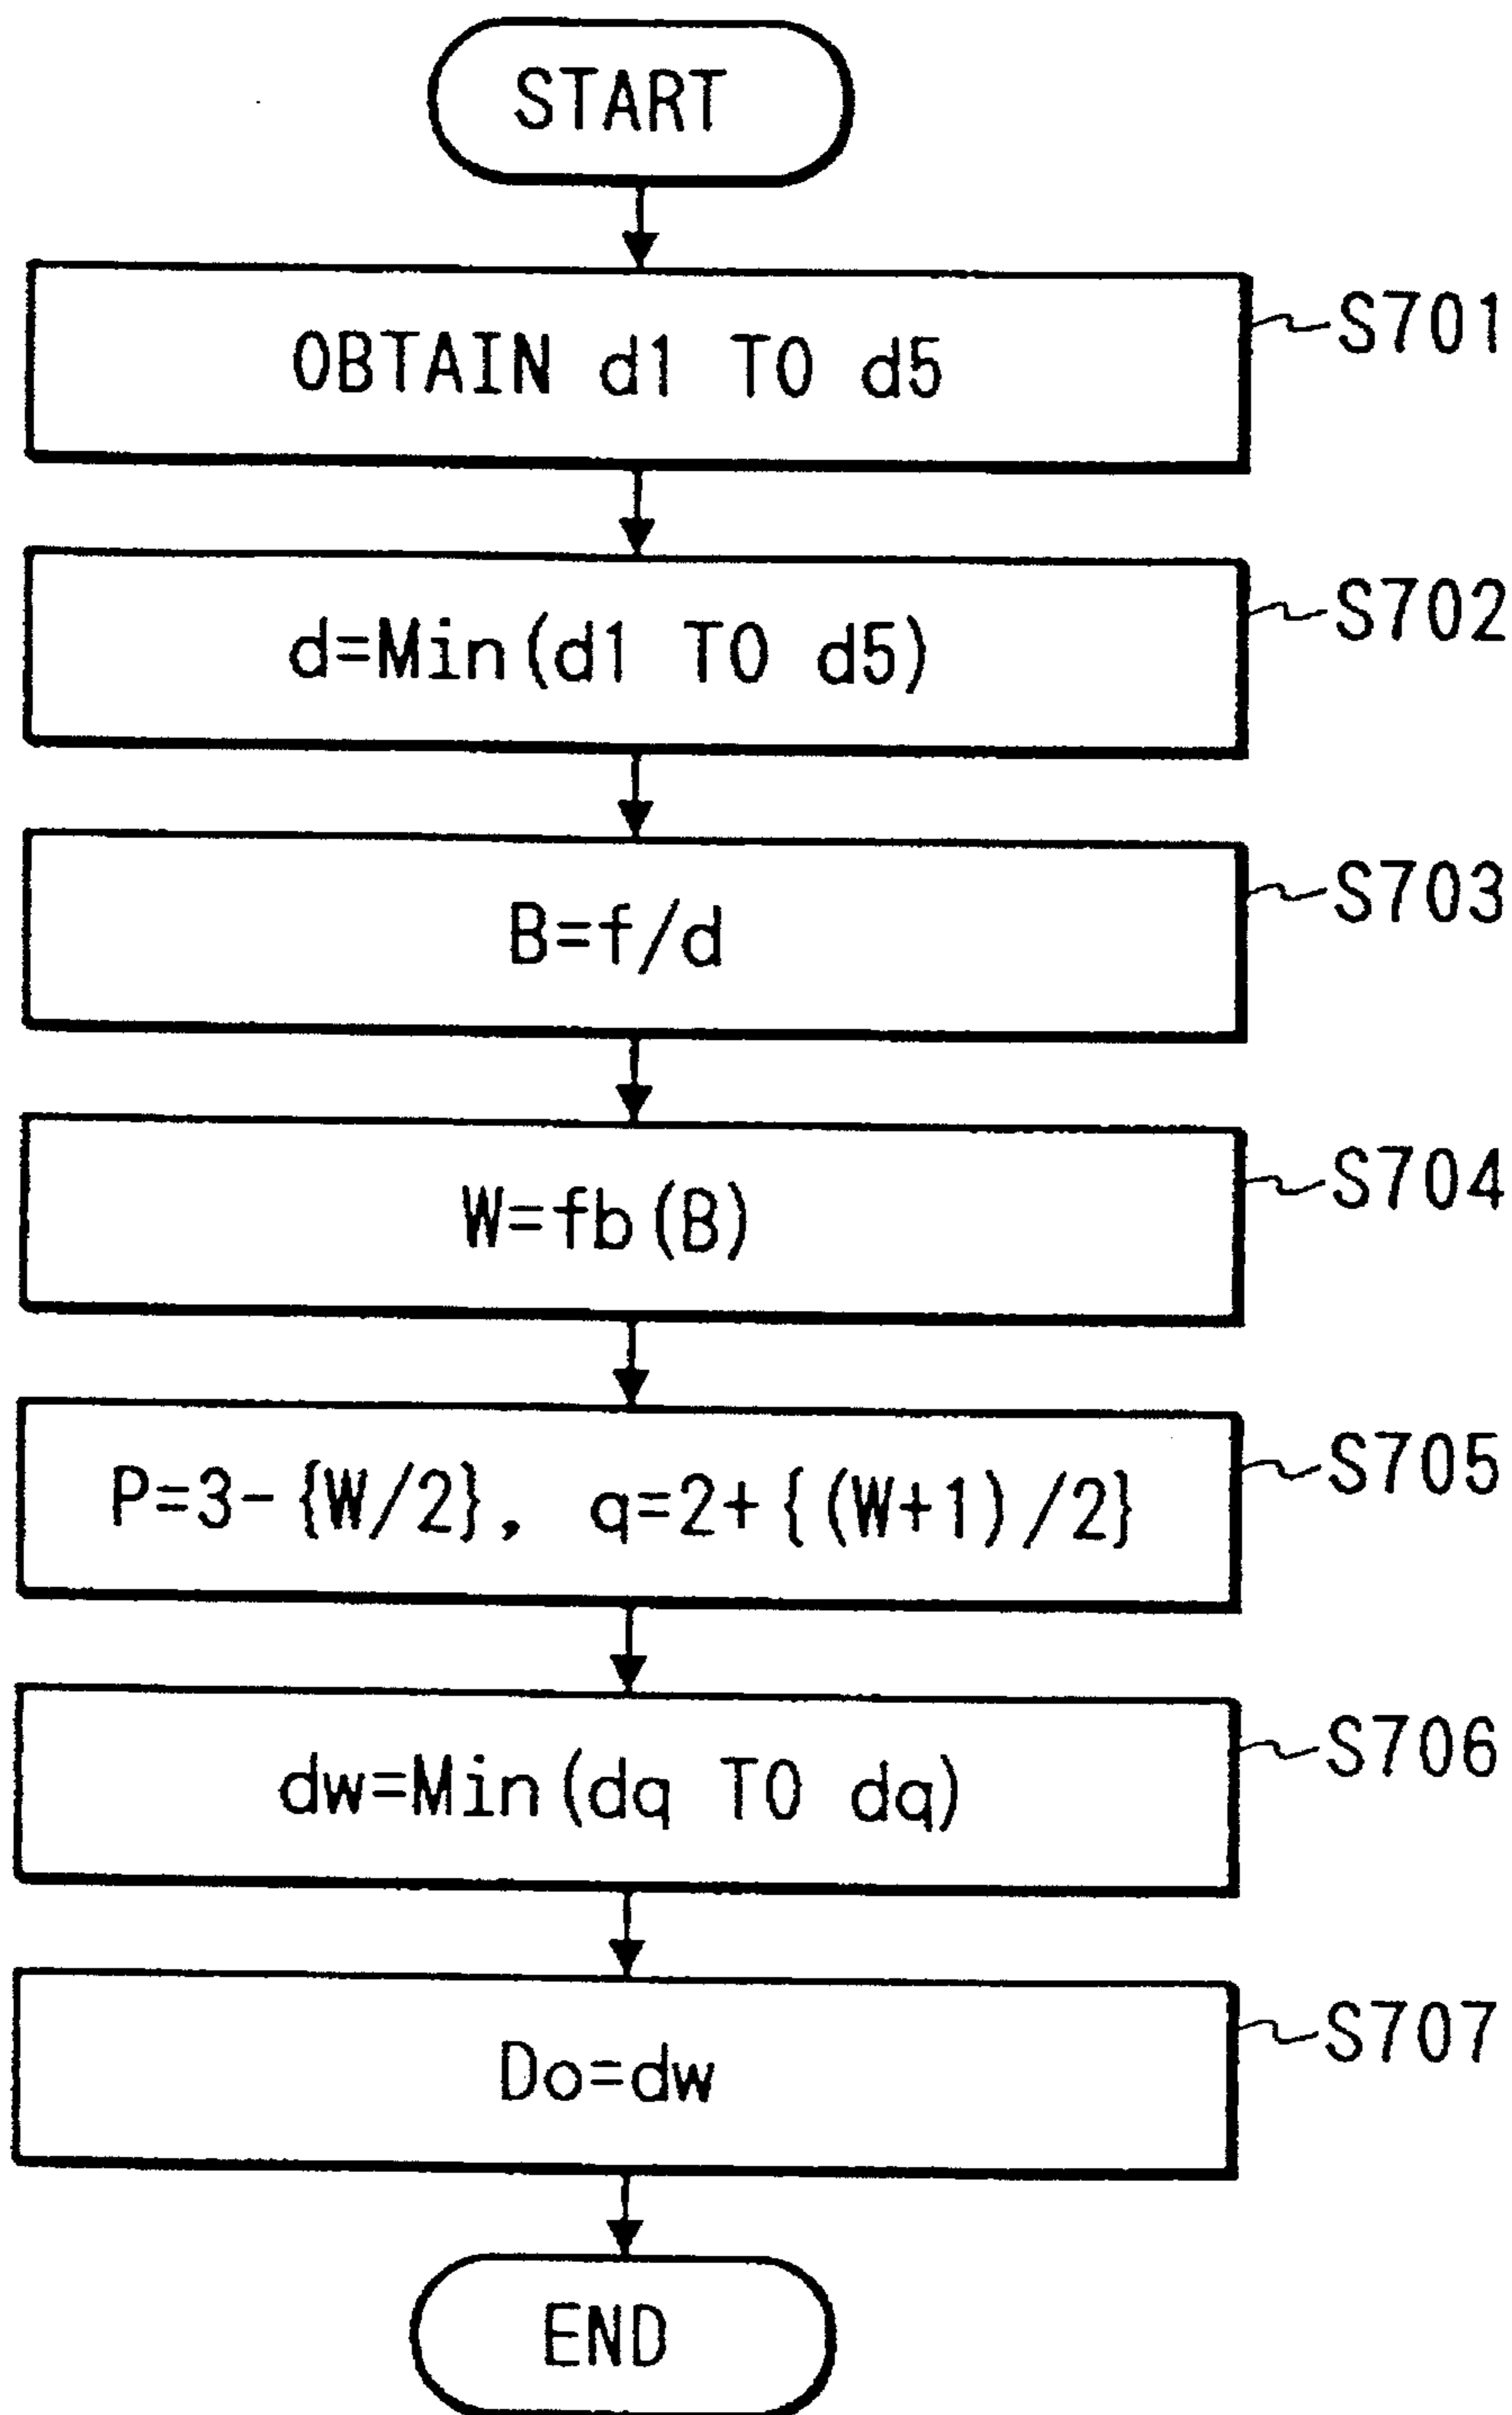 START
OBTAIN d1 TO d5
S701
d=Min(d1 TO d5)
S702
B=f/d
S703
W=fb(B)
S704
P=3-{W/2}, q=2+{(W+1)/2}
S705
dw=Min(dq TO dq)
S706
Do=dw
S707
END